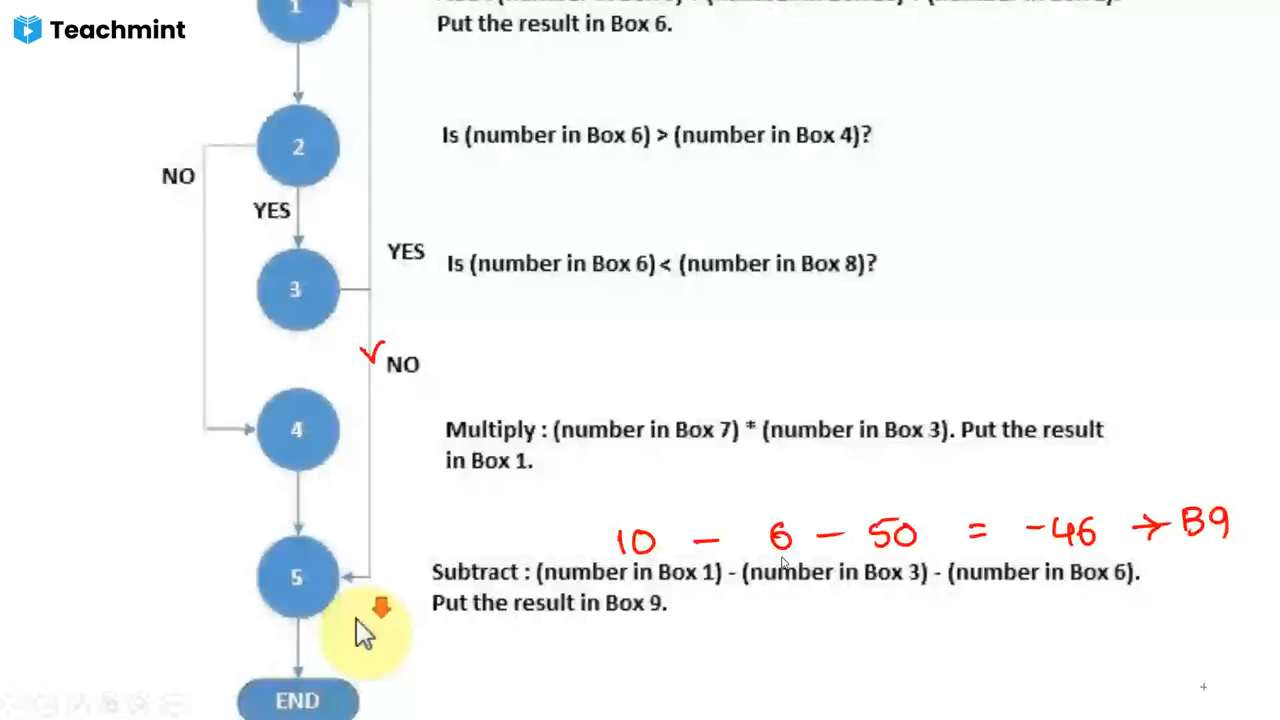 Teachmint
1
Put the result in Box 6.
2
Is (number in Box 6) > (number in Box 4)?
NO
YES
YES
3
Is (number in Box 6) < (number in Box 8)?
NO
4
Multiply : (number in Box 7) * (number in Box 3). Put the result
in Box 1.
10 - 6 - 50 = -46 → B9
5
Subtract : (number in Box 1) - (number in Box 3) - (number in Box 6).
Put the result in Box 9.
END
4